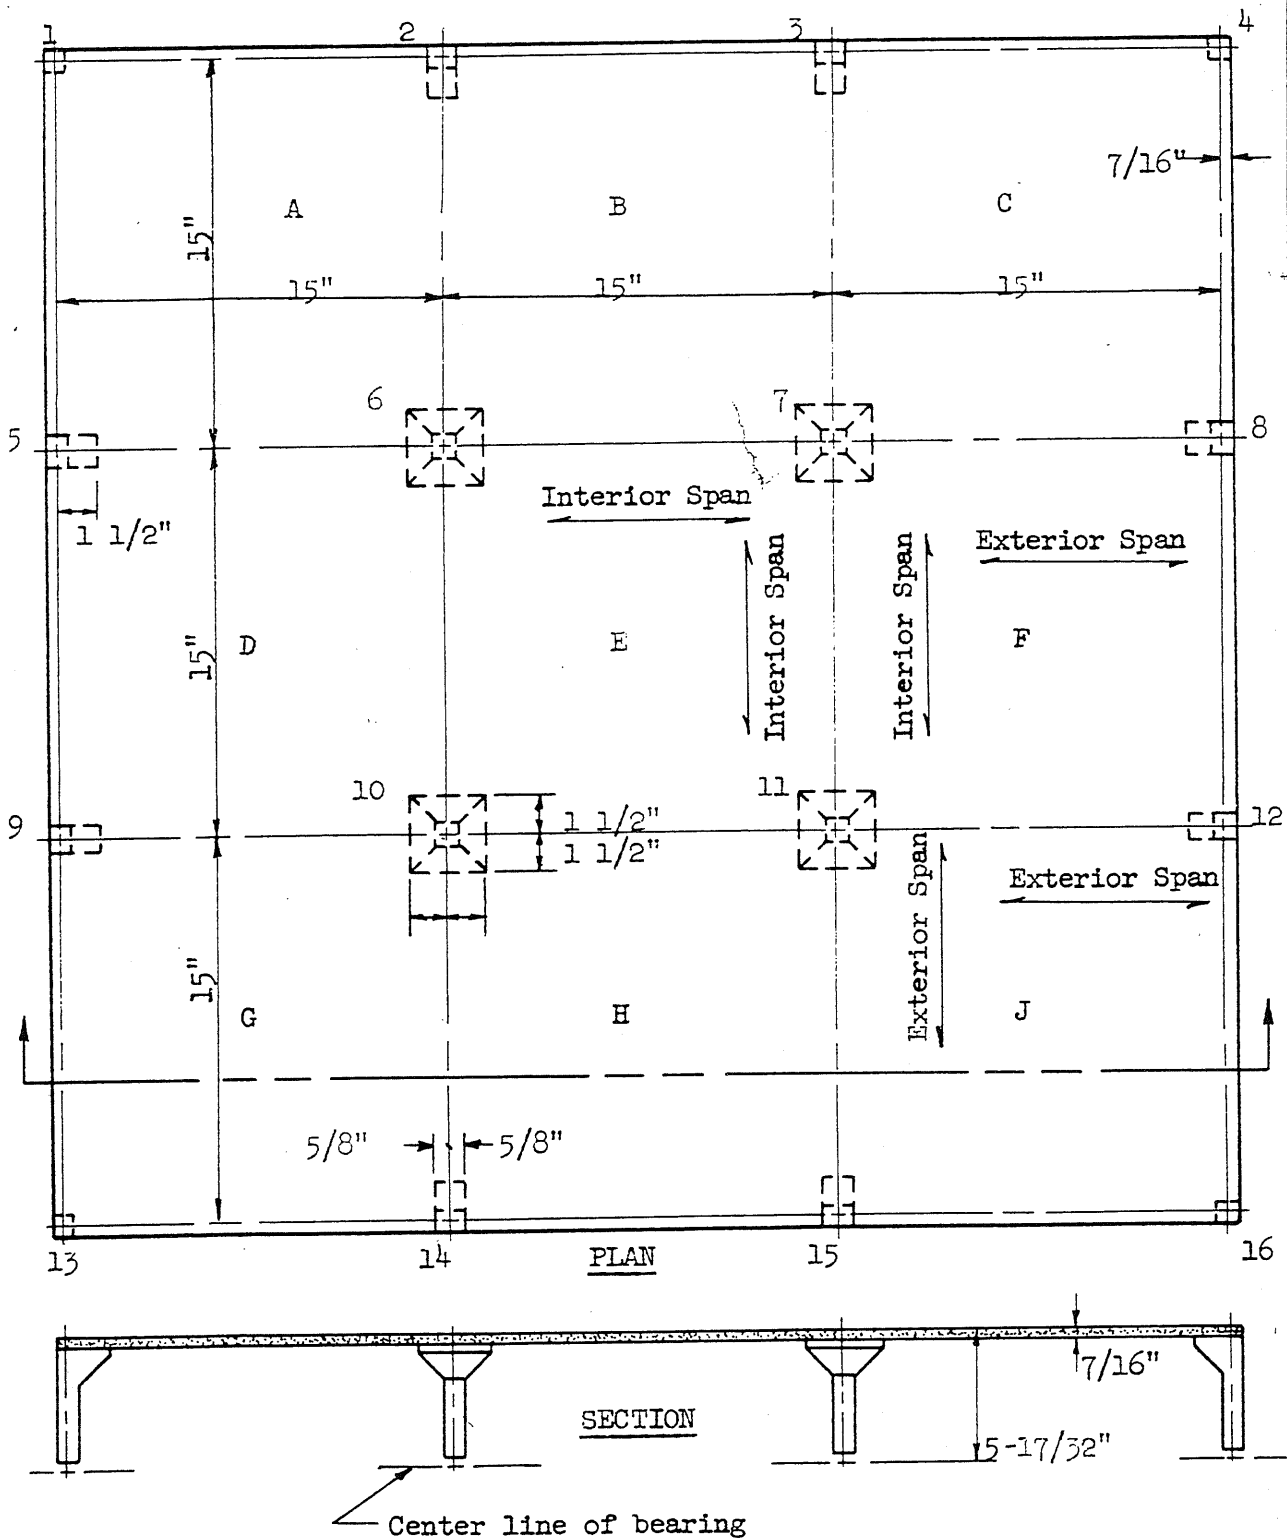 1 2 3 4
7/16"
A B C
15"
15" 15" 15"
6 7
5 8
Interior Span
1 1/2"
Exterior Span
Interior Span
Interior Span
D E F
15"
10 11
9 12
1 1/2"
1 1/2"
Exterior Span
Exterior Span
15"
G H J
5/8" 5/8"
13 14 15 16
PLAN
7/16"
SECTION
5-17/32"
Center line of bearing